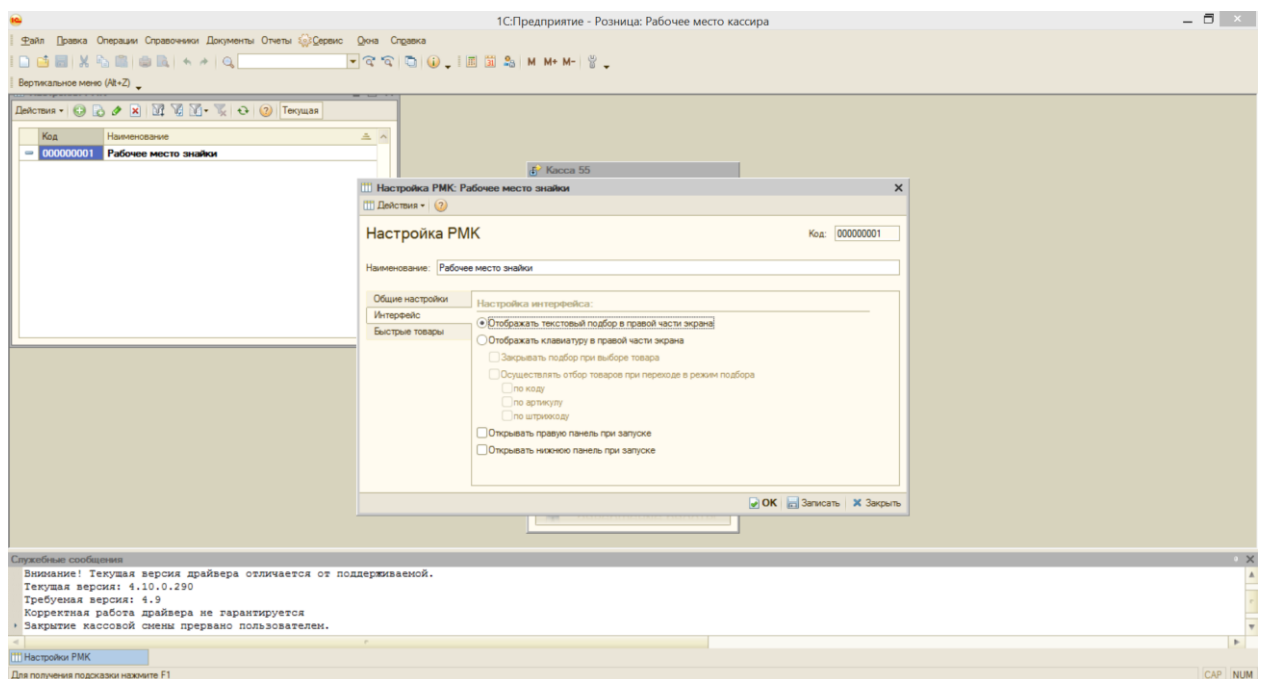 1С:Предприятие - Розница: Рабочее место кассира
Файл Правка Операции Справочники Документы Отчеты Сервис Окна Справка
М М+ М-
Вертикальное меню (Alt+Z)
Действия Текущая
Код Наименование
000000001 Рабочее место знайки
Касса 55
Настройка РМК: Рабочее место знайки
Действия
Настройка РМК Код: 000000001
Наименование: Рабочее место знайки
Общие настройки
Интерфейс
Быстрые товары
Настройка интерфейса:
Отображать текстовый подбор в правой части экрана
Отображать клавиатуру в правой части экрана
Закрывать подбор при выборе товара
Осуществлять отбор товаров при переходе в режим подбора
по коду
по артикулу
по штрихкоду
Открывать правую панель при запуске
Открывать нижнюю панель при запуске
OK Записать Закрыть
Служебные сообщения
Внимание! Текущая версия драйвера отличается от поддерживаемой.
Текущая версия: 4.10.0.290
Требуемая версия: 4.9
Корректная работа драйвера не гарантируется
Закрытие кассовой смены прервано пользователем.
Настройки РМК
Для получения подсказки нажмите F1
CAP NUM